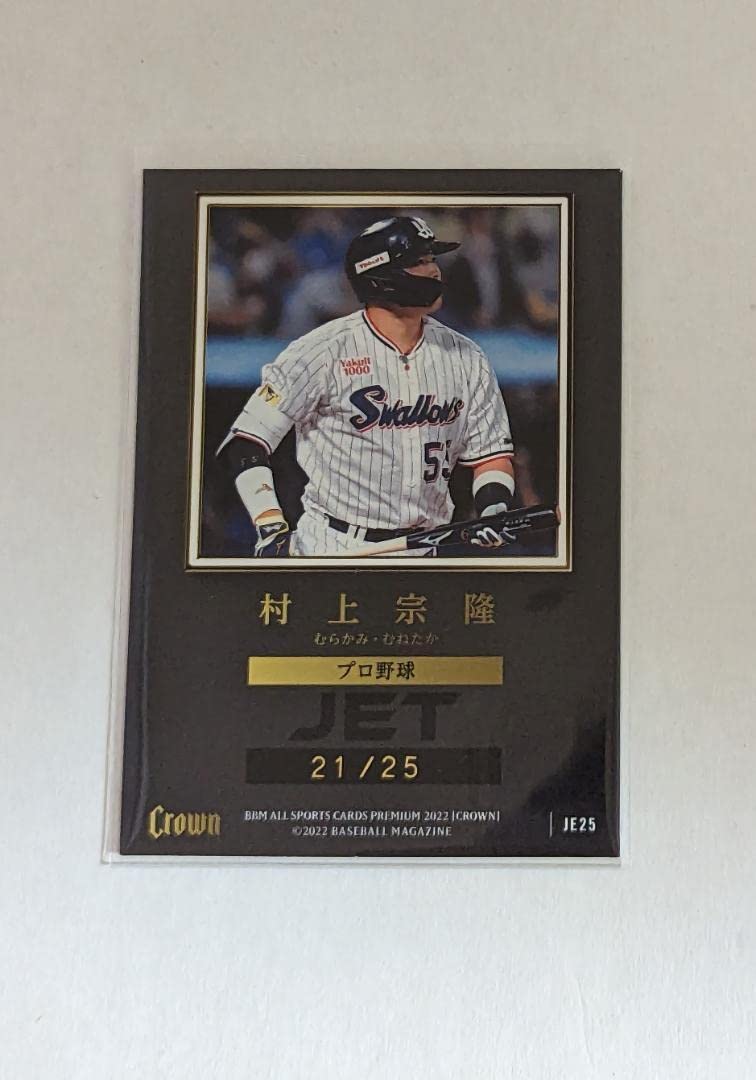 Yakult
Yakult
1000
Swallows
55
村上宗隆
むらかみ・むねたか
プロ野球
JET
21/25
Crown
BBM ALL SPORTS CARDS PREMIUM 2022 [CROWN]
©2022 BASEBALL MAGAZINE
JE25